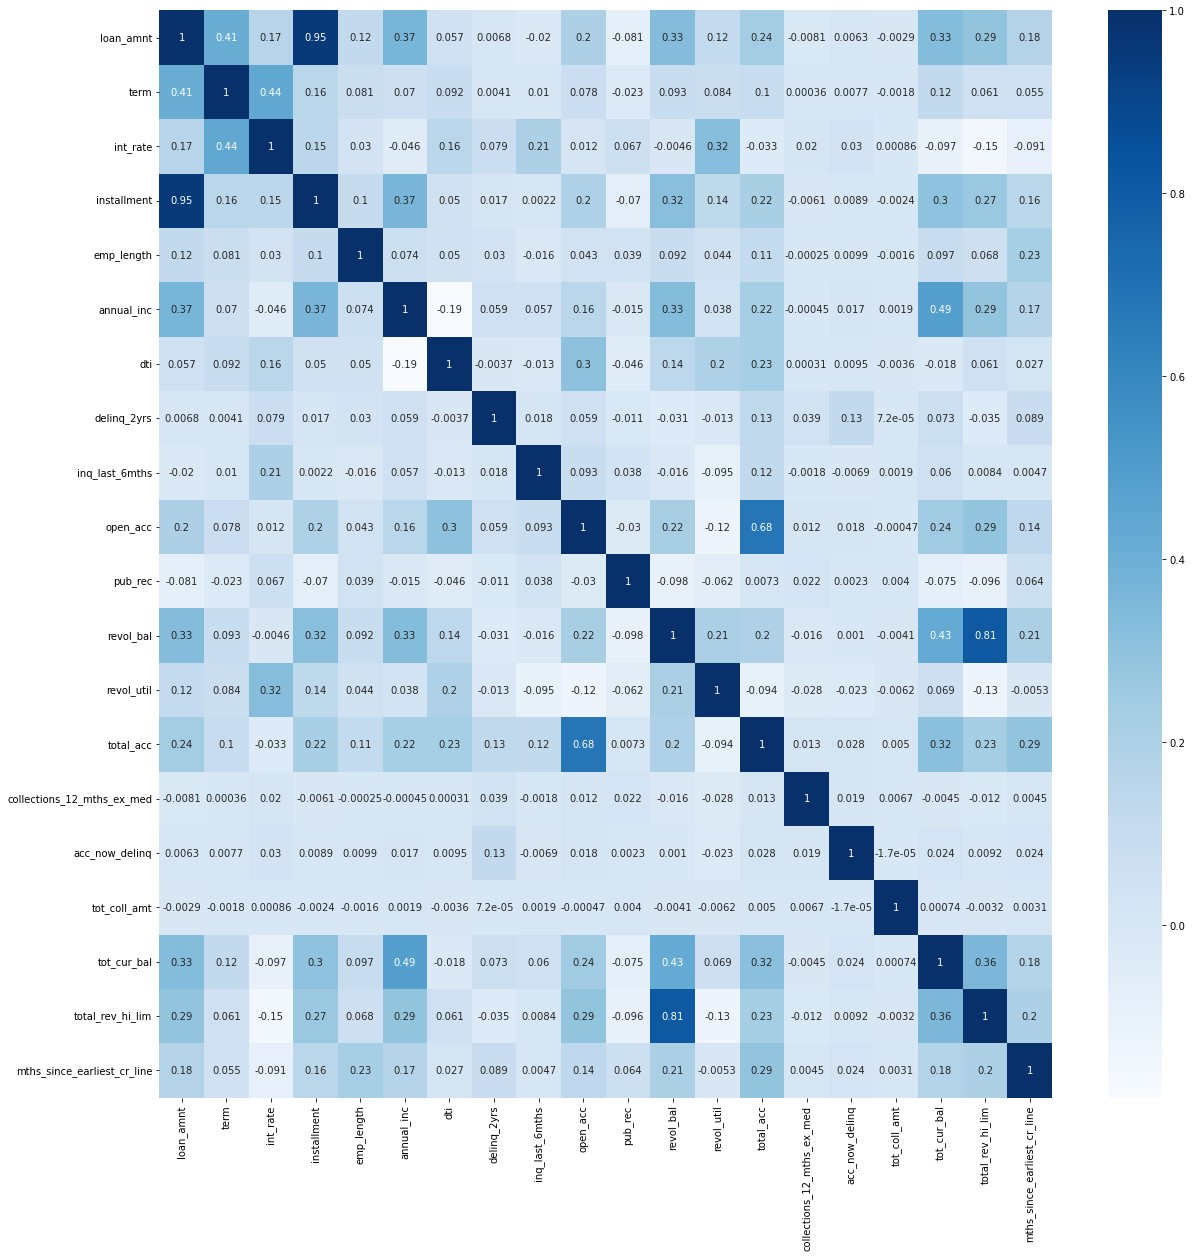 loan_amnt 1 0.41 0.17 0.95 0.12 0.37 0.057 0.0068 -0.02 0.2 -0.081 0.33 0.12 0.24 -0.0081 0.0063 -0.0029 0.33 0.29 0.18
term 0.41 1 0.44 0.16 0.081 0.07 0.092 0.0041 0.01 0.078 -0.023 0.093 0.084 0.1 0.00036 0.0077 -0.0018 0.12 0.061 0.055
int_rate 0.17 0.44 1 0.15 0.03 -0.046 0.16 0.079 0.21 0.012 0.067 -0.0046 0.32 -0.033 0.02 0.03 0.00086 -0.097 -0.15 -0.091
installment 0.95 0.16 0.15 1 0.1 0.37 0.05 0.017 0.0022 0.2 -0.07 0.32 0.14 0.22 -0.0061 0.0089 -0.0024 0.3 0.27 0.16
emp_length 0.12 0.081 0.03 0.1 1 0.074 0.05 0.03 -0.016 0.043 0.039 0.092 0.044 0.11 -0.00025 0.0099 -0.0016 0.097 0.068 0.23
annual_inc 0.37 0.07 -0.046 0.37 0.074 1 -0.19 0.059 0.057 0.16 -0.015 0.33 0.038 0.22 -0.00045 0.017 0.0019 0.49 0.29 0.17
dti 0.057 0.092 0.16 0.05 0.05 -0.19 1 -0.0037 -0.013 0.3 -0.046 0.14 0.2 0.23 0.00031 0.0095 -0.0036 -0.018 0.061 0.027
delinq_2yrs 0.0068 0.0041 0.079 0.017 0.03 0.059 -0.0037 1 0.018 0.059 -0.011 -0.031 -0.013 0.13 0.039 0.13 7.2e-05 0.073 -0.035 0.089
inq_last_6mths -0.02 0.01 0.21 0.0022 -0.016 0.057 -0.013 0.018 1 0.093 0.038 -0.016 -0.095 0.12 -0.0018 -0.0069 0.0019 0.06 0.0084 0.0047
open_acc 0.2 0.078 0.012 0.2 0.043 0.16 0.3 0.059 0.093 1 -0.03 0.22 -0.12 0.68 0.012 0.018 -0.00047 0.24 0.29 0.14
pub_rec -0.081 -0.023 0.067 -0.07 0.039 -0.015 -0.046 -0.011 0.038 -0.03 1 -0.098 -0.062 0.0073 0.022 0.0023 0.004 -0.075 -0.096 0.064
revol_bal 0.33 0.093 -0.0046 0.32 0.092 0.33 0.14 -0.031 -0.016 0.22 -0.098 1 0.21 0.2 -0.016 0.001 -0.0041 0.43 0.81 0.21
revol_util 0.12 0.084 0.32 0.14 0.044 0.038 0.2 -0.013 -0.095 -0.12 -0.062 0.21 1 -0.094 -0.028 -0.023 -0.0062 0.069 -0.13 -0.0053
total_acc 0.24 0.1 -0.033 0.22 0.11 0.22 0.23 0.13 0.12 0.68 0.0073 0.2 -0.094 1 0.013 0.028 0.005 0.32 0.23 0.29
collections_12_mths_ex_med -0.0081 0.00036 0.02 -0.0061 -0.00025 -0.00045 0.00031 0.039 -0.0018 0.012 0.022 -0.016 -0.028 0.013 1 0.019 0.0067 -0.0045 -0.012 0.0045
acc_now_delinq 0.0063 0.0077 0.03 0.0089 0.0099 0.017 0.0095 0.13 -0.0069 0.018 0.0023 0.001 -0.023 0.028 0.019 1 -1.7e-05 0.024 0.0092 0.024
tot_coll_amt -0.0029 -0.0018 0.00086 -0.0024 -0.0016 0.0019 -0.0036 7.2e-05 0.0019 -0.00047 0.004 -0.0041 -0.0062 0.005 0.0067 -1.7e-05 1 0.00074 -0.0032 0.0031
tot_cur_bal 0.33 0.12 -0.097 0.3 0.097 0.49 -0.018 0.073 0.06 0.24 -0.075 0.43 0.069 0.32 -0.0045 0.024 0.00074 1 0.36 0.18
total_rev_hi_lim 0.29 0.061 -0.15 0.27 0.068 0.29 0.061 -0.035 0.0084 0.29 -0.096 0.81 -0.13 0.23 -0.012 0.0092 -0.0032 0.36 1 0.2
mths_since_earliest_cr_line 0.18 0.055 -0.091 0.16 0.23 0.17 0.027 0.089 0.0047 0.14 0.064 0.21 -0.0053 0.29 0.0045 0.024 0.0031 0.18 0.2 1
loan_amnt
term
int_rate
installment
emp_length
annual_inc
dti
delinq_2yrs
inq_last_6mths
open_acc
pub_rec
revol_bal
revol_util
total_acc
collections_12_mths_ex_med
acc_now_delinq
tot_coll_amt
tot_cur_bal
total_rev_hi_lim
mths_since_earliest_cr_line
1.0
0.8
0.6
0.4
0.2
0.0